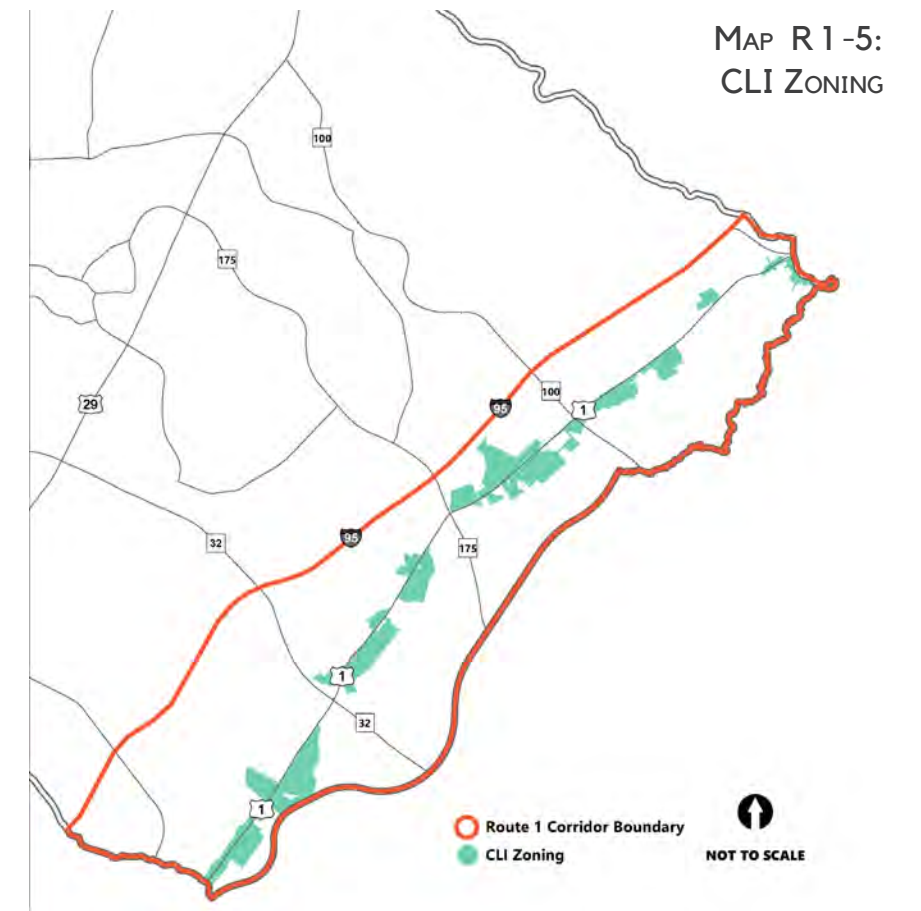 MAP R1-5:
CLI ZONING
100
175
29
95
100
1
95
32
175
1
32
1
Route 1 Corridor Boundary
CLI Zoning
NOT TO SCALE